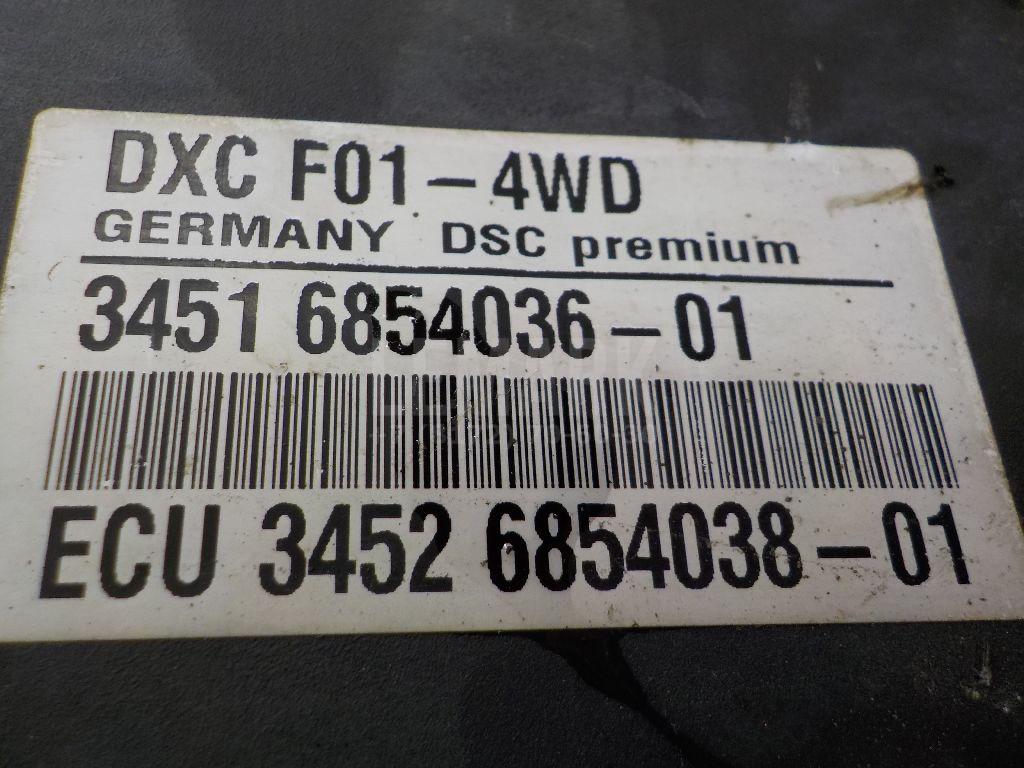 DXC F01-4WD
GERMANY DSC premium
3451 6854036-01
ECU 3452 6854038-01